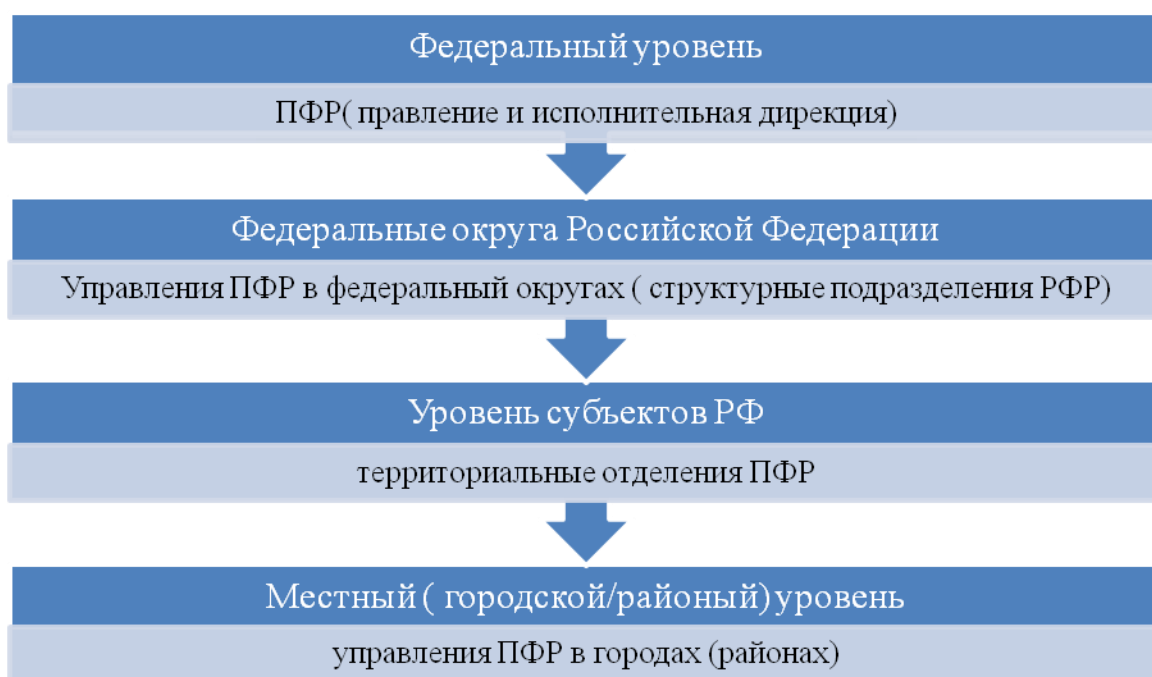 Федеральный уровень
ПФР( правление и исполнительная дирекция)
Федеральные округа Российской Федерации
Управления ПФР в федеральный округах ( структурные подразделения РФР)
Уровень субъектов РФ
территориальные отделения ПФР
Местный ( городской/районый) уровень
управления ПФР в городах (районах)